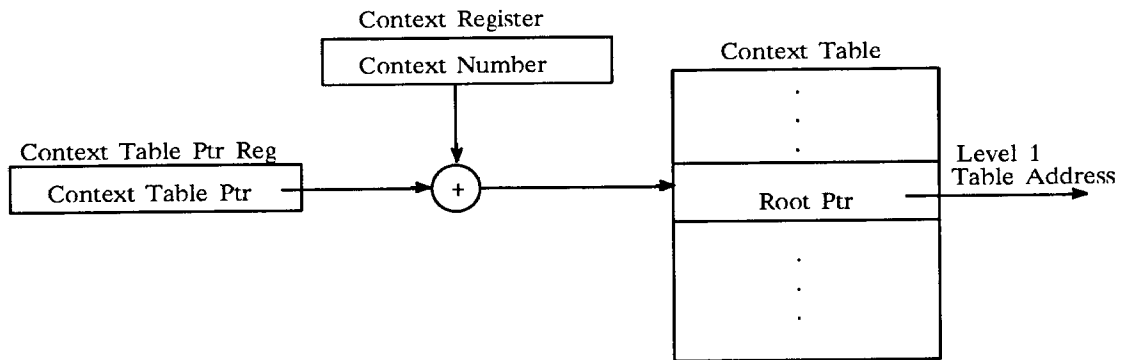 Context Register
Context Number
Context Table
Context Table Ptr Reg
Context Table Ptr
+
Level 1
Table Address
Root Ptr